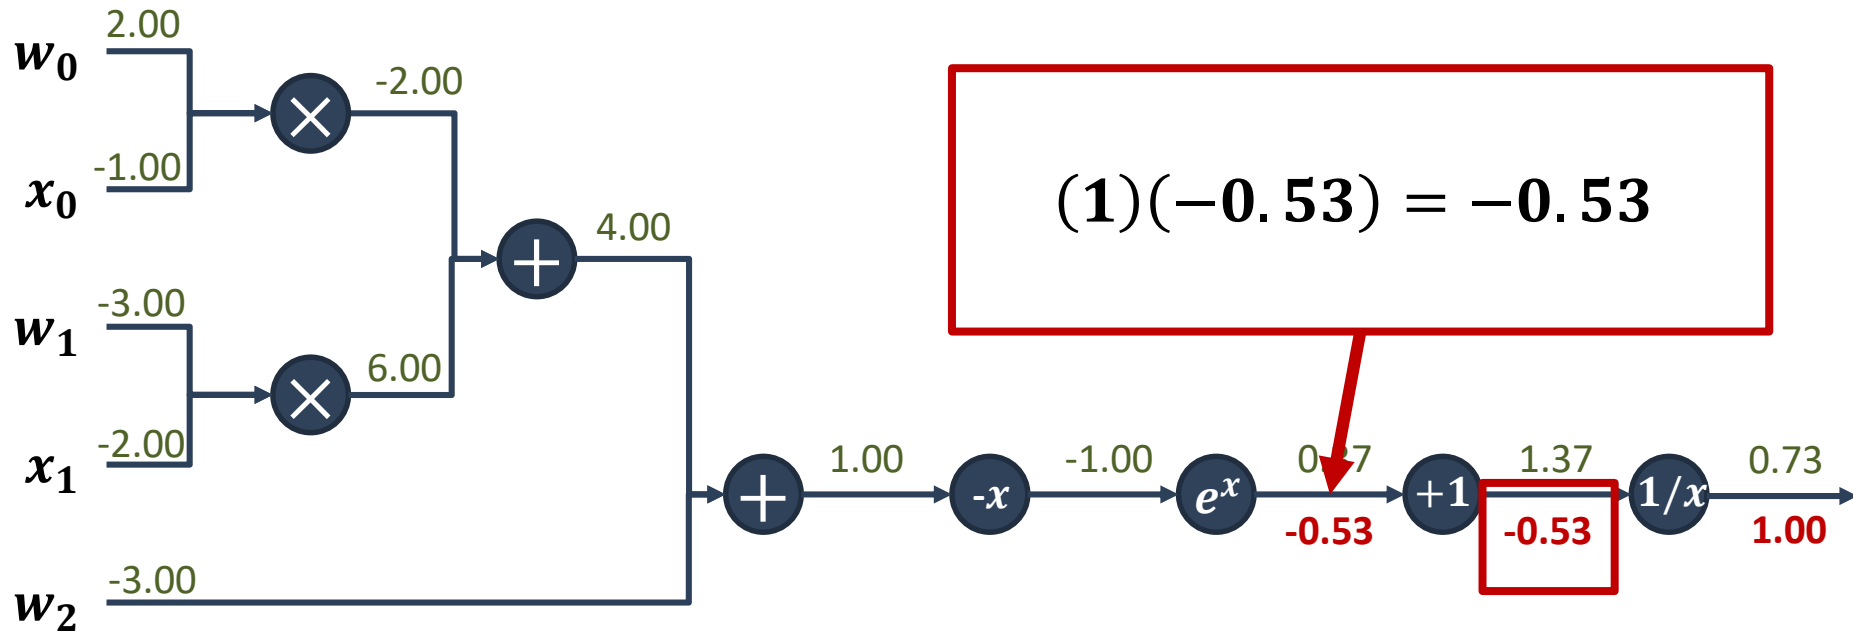 2.00
w₀
-2.00
-1.00
x₀
(1)(−0.53) = −0.53
4.00
-3.00
w₁
6.00
-2.00
x₁
1.00
-x
-1.00
eˣ
+1
1.37
1/x
0.73
-0.53
-0.53
1.00
-3.00
w₂